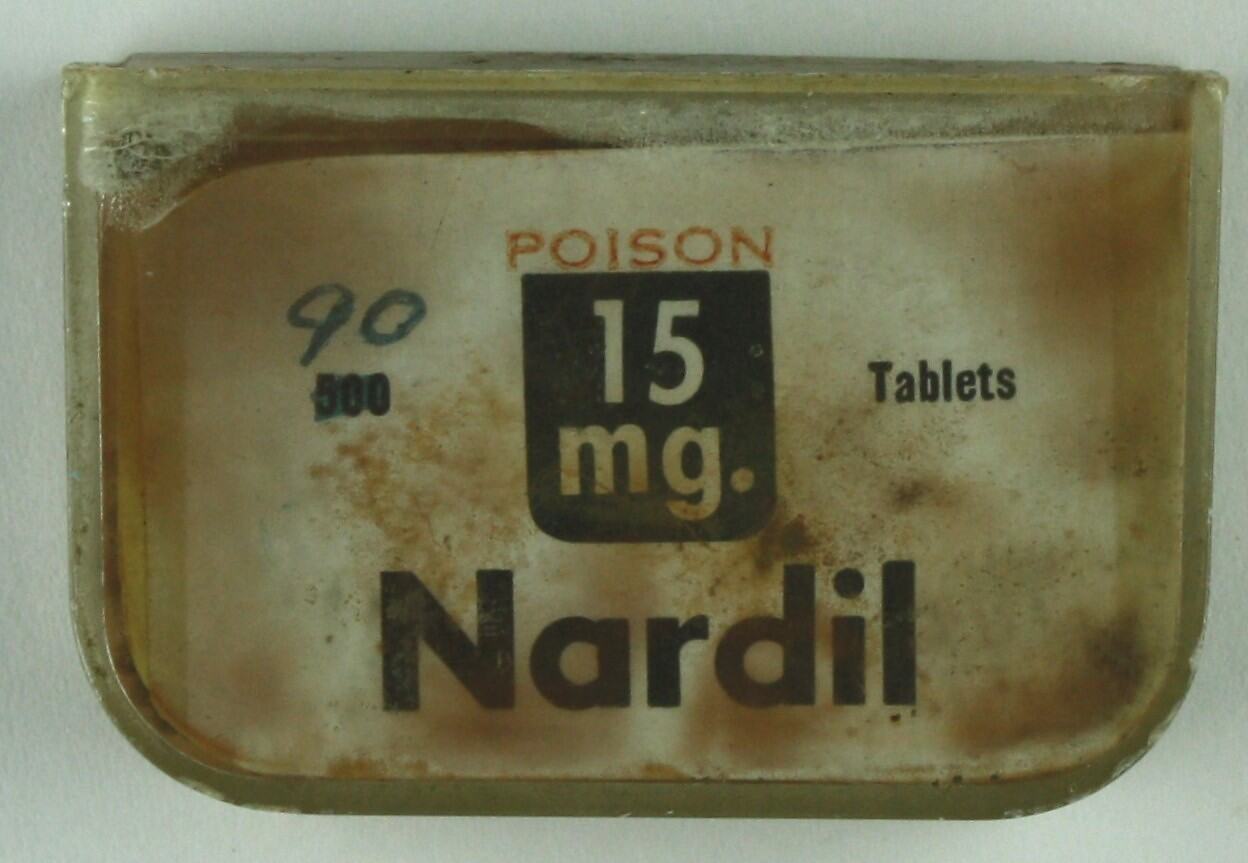 POISON
90
15
500
Tablets
mg.
Nardil